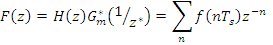 F(z) = H(z)G*ₘ(1/z*) = ∑ₙ f(nTₛ)z⁻ⁿ